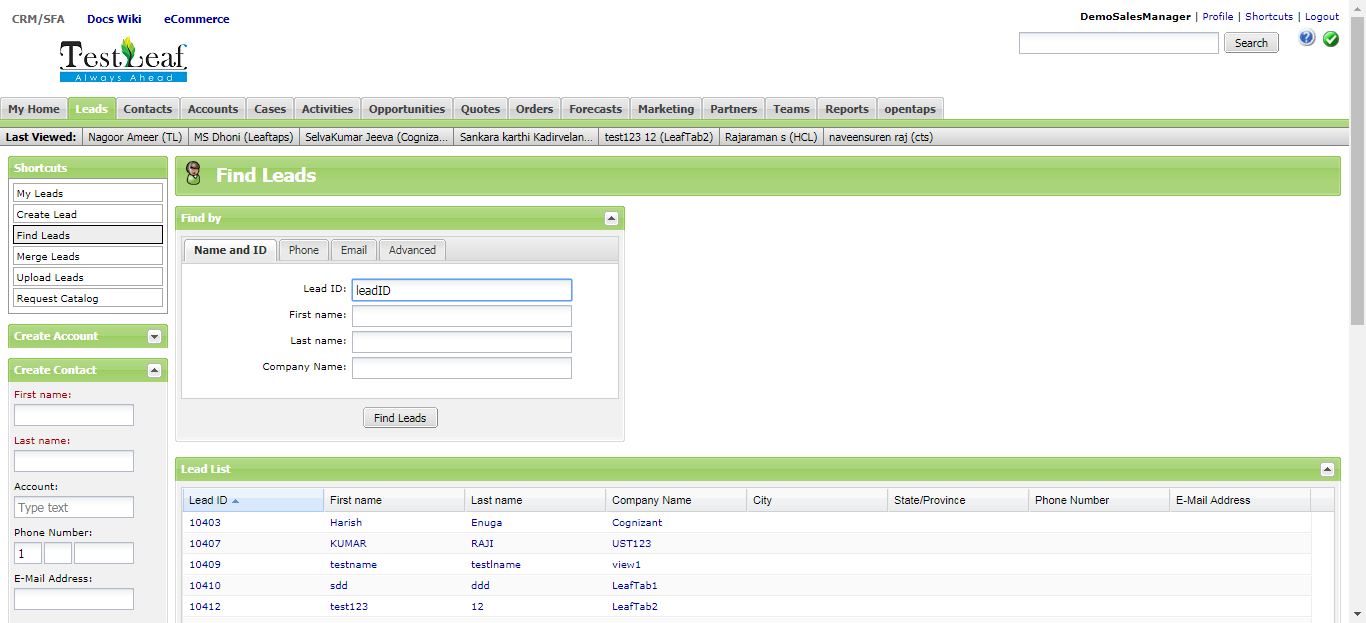 CRM/SFA Docs Wiki eCommerce
DemoSalesManager | Profile | Shortcuts | Logout
TestLeaf
Always Ahead
Search
?
My Home Leads Contacts Accounts Cases Activities Opportunities Quotes Orders Forecasts Marketing Partners Teams Reports opentaps
Last Viewed: Nagoor Ameer (TL) MS Dhoni (Leaftaps) SelvaKumar Jeeva (Cogniza... Sankara karthi Kadirvelan... test123 12 (LeafTab2) Rajaraman s (HCL) naveensuren raj (cts)
Shortcuts
My Leads
Create Lead
Find Leads
Merge Leads
Upload Leads
Request Catalog
Create Account
Create Contact
First name:
Last name:
Account:
Type text
Phone Number:
1
E-Mail Address:
Find Leads
Find by
Name and ID Phone Email Advanced
Lead ID: leadID
First name:
Last name:
Company Name:
Find Leads
Lead List
Lead ID First name Last name Company Name City State/Province Phone Number E-Mail Address
10403 Harish Enuga Cognizant
10407 KUMAR RAJI UST123
10409 testname testlname view1
10410 sdd ddd LeafTab1
10412 test123 12 LeafTab2